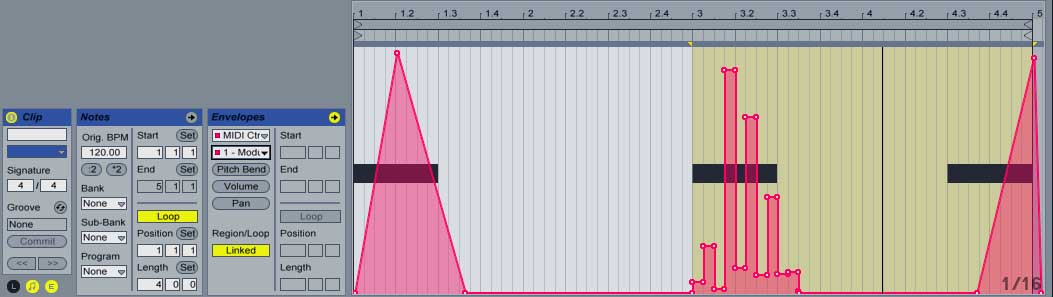 1 1.2 1.3 1.4 2 2.2 2.3 2.4 3 3.2 3.3 3.4 4 4.2 4.3 4.4 5
Clip
Signature
4 / 4
Groove
None
Commit
<< >>
L E
Notes
Orig. BPM
120.00
:2 *2
Bank
None
Sub-Bank
None
Program
None
Start Set
1 1 1
End Set
5 1 1
Loop
Position Set
1 1 1
Length Set
4 0 0
Envelopes
MIDI Ctr
1 - Modu
Pitch Bend
Volume
Pan
Region/Loop
Linked
Start
End
Loop
Position
Length
1/16